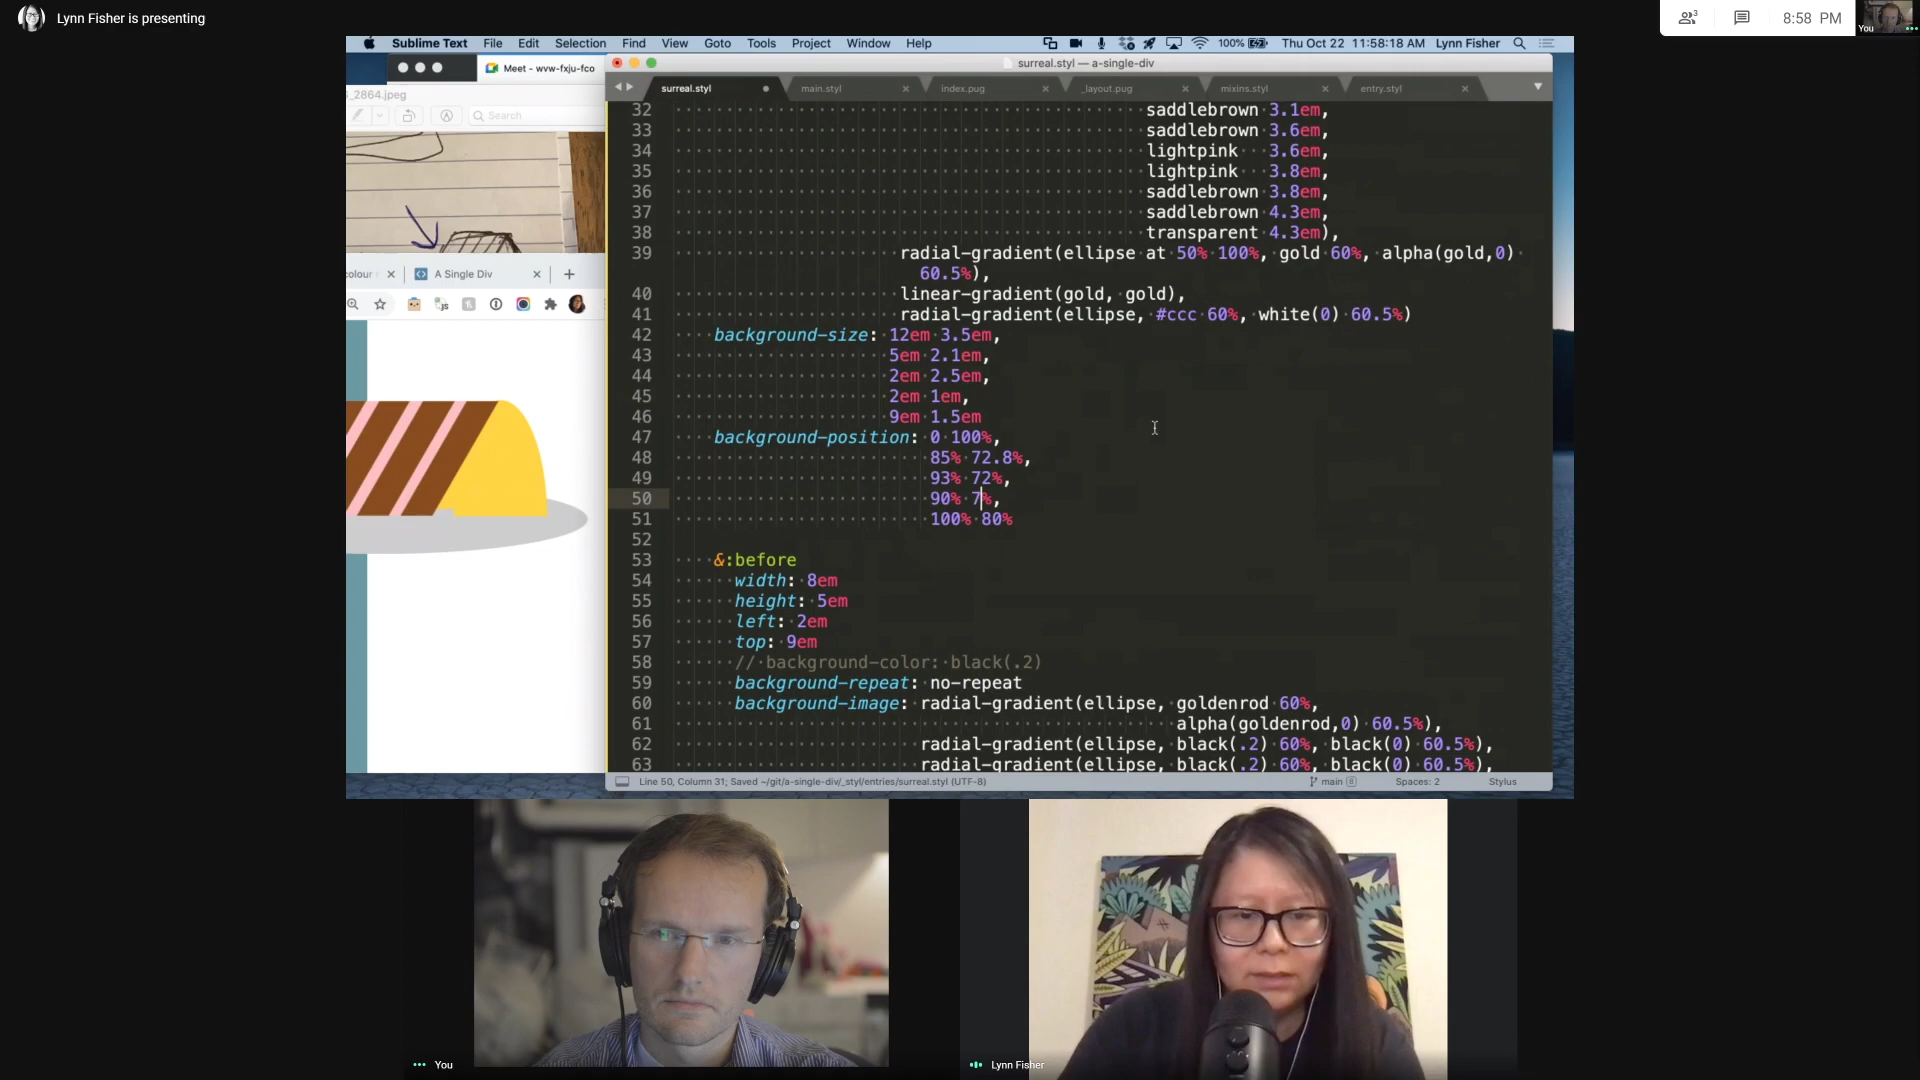 Lynn Fisher is presenting
3
8:58 PM
You
Sublime Text File Edit Selection Find View Goto Tools Project Window Help
100%
Thu Oct 22 11:58:18 AM Lynn Fisher
Meet - wvw-fxju-fco
surreal.styl — a-single-div
_2864.jpeg
Search
surreal.styl
main.styl
index.pug
_layout.pug
mixins.styl
entry.styl
A Single Div
32 saddlebrown 3.1em,
33 saddlebrown 3.6em,
34 lightpink 3.6em,
35 lightpink 3.8em,
36 saddlebrown 3.8em,
37 saddlebrown 4.3em,
38 transparent 4.3em),
39 radial-gradient(ellipse at 50% 100%, gold 60%, alpha(gold,0)
60.5%),
40 linear-gradient(gold, gold),
41 radial-gradient(ellipse, #ccc 60%, white(0) 60.5%)
42 background-size: 12em 3.5em,
43 5em 2.1em,
44 2em 2.5em,
45 2em 1em,
46 9em 1.5em
47 background-position: 0 100%,
48 85% 72.8%,
49 93% 72%,
50 90% 7%,
51 100% 80%
52
53 &:before
54 width: 8em
55 height: 5em
56 left: 2em
57 top: 9em
58 // background-color: black(.2)
59 background-repeat: no-repeat
60 background-image: radial-gradient(ellipse, goldenrod 60%,
61 alpha(goldenrod,0) 60.5%),
62 radial-gradient(ellipse, black(.2) 60%, black(0) 60.5%),
63 radial-gradient(ellipse, black(.2) 60%, black(0) 60.5%),
Line 50, Column 31; Saved ~/git/a-single-div/_styl/entries/surreal.styl (UTF-8)
main 8
Spaces: 2
Stylus
You
Lynn Fisher